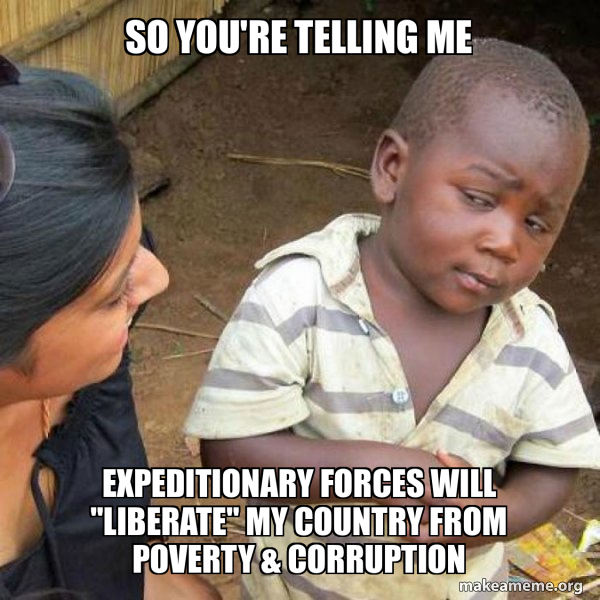 SO YOU'RE TELLING ME
EXPEDITIONARY FORCES WILL
"LIBERATE" MY COUNTRY FROM
POVERTY & CORRUPTION
makeameme.org